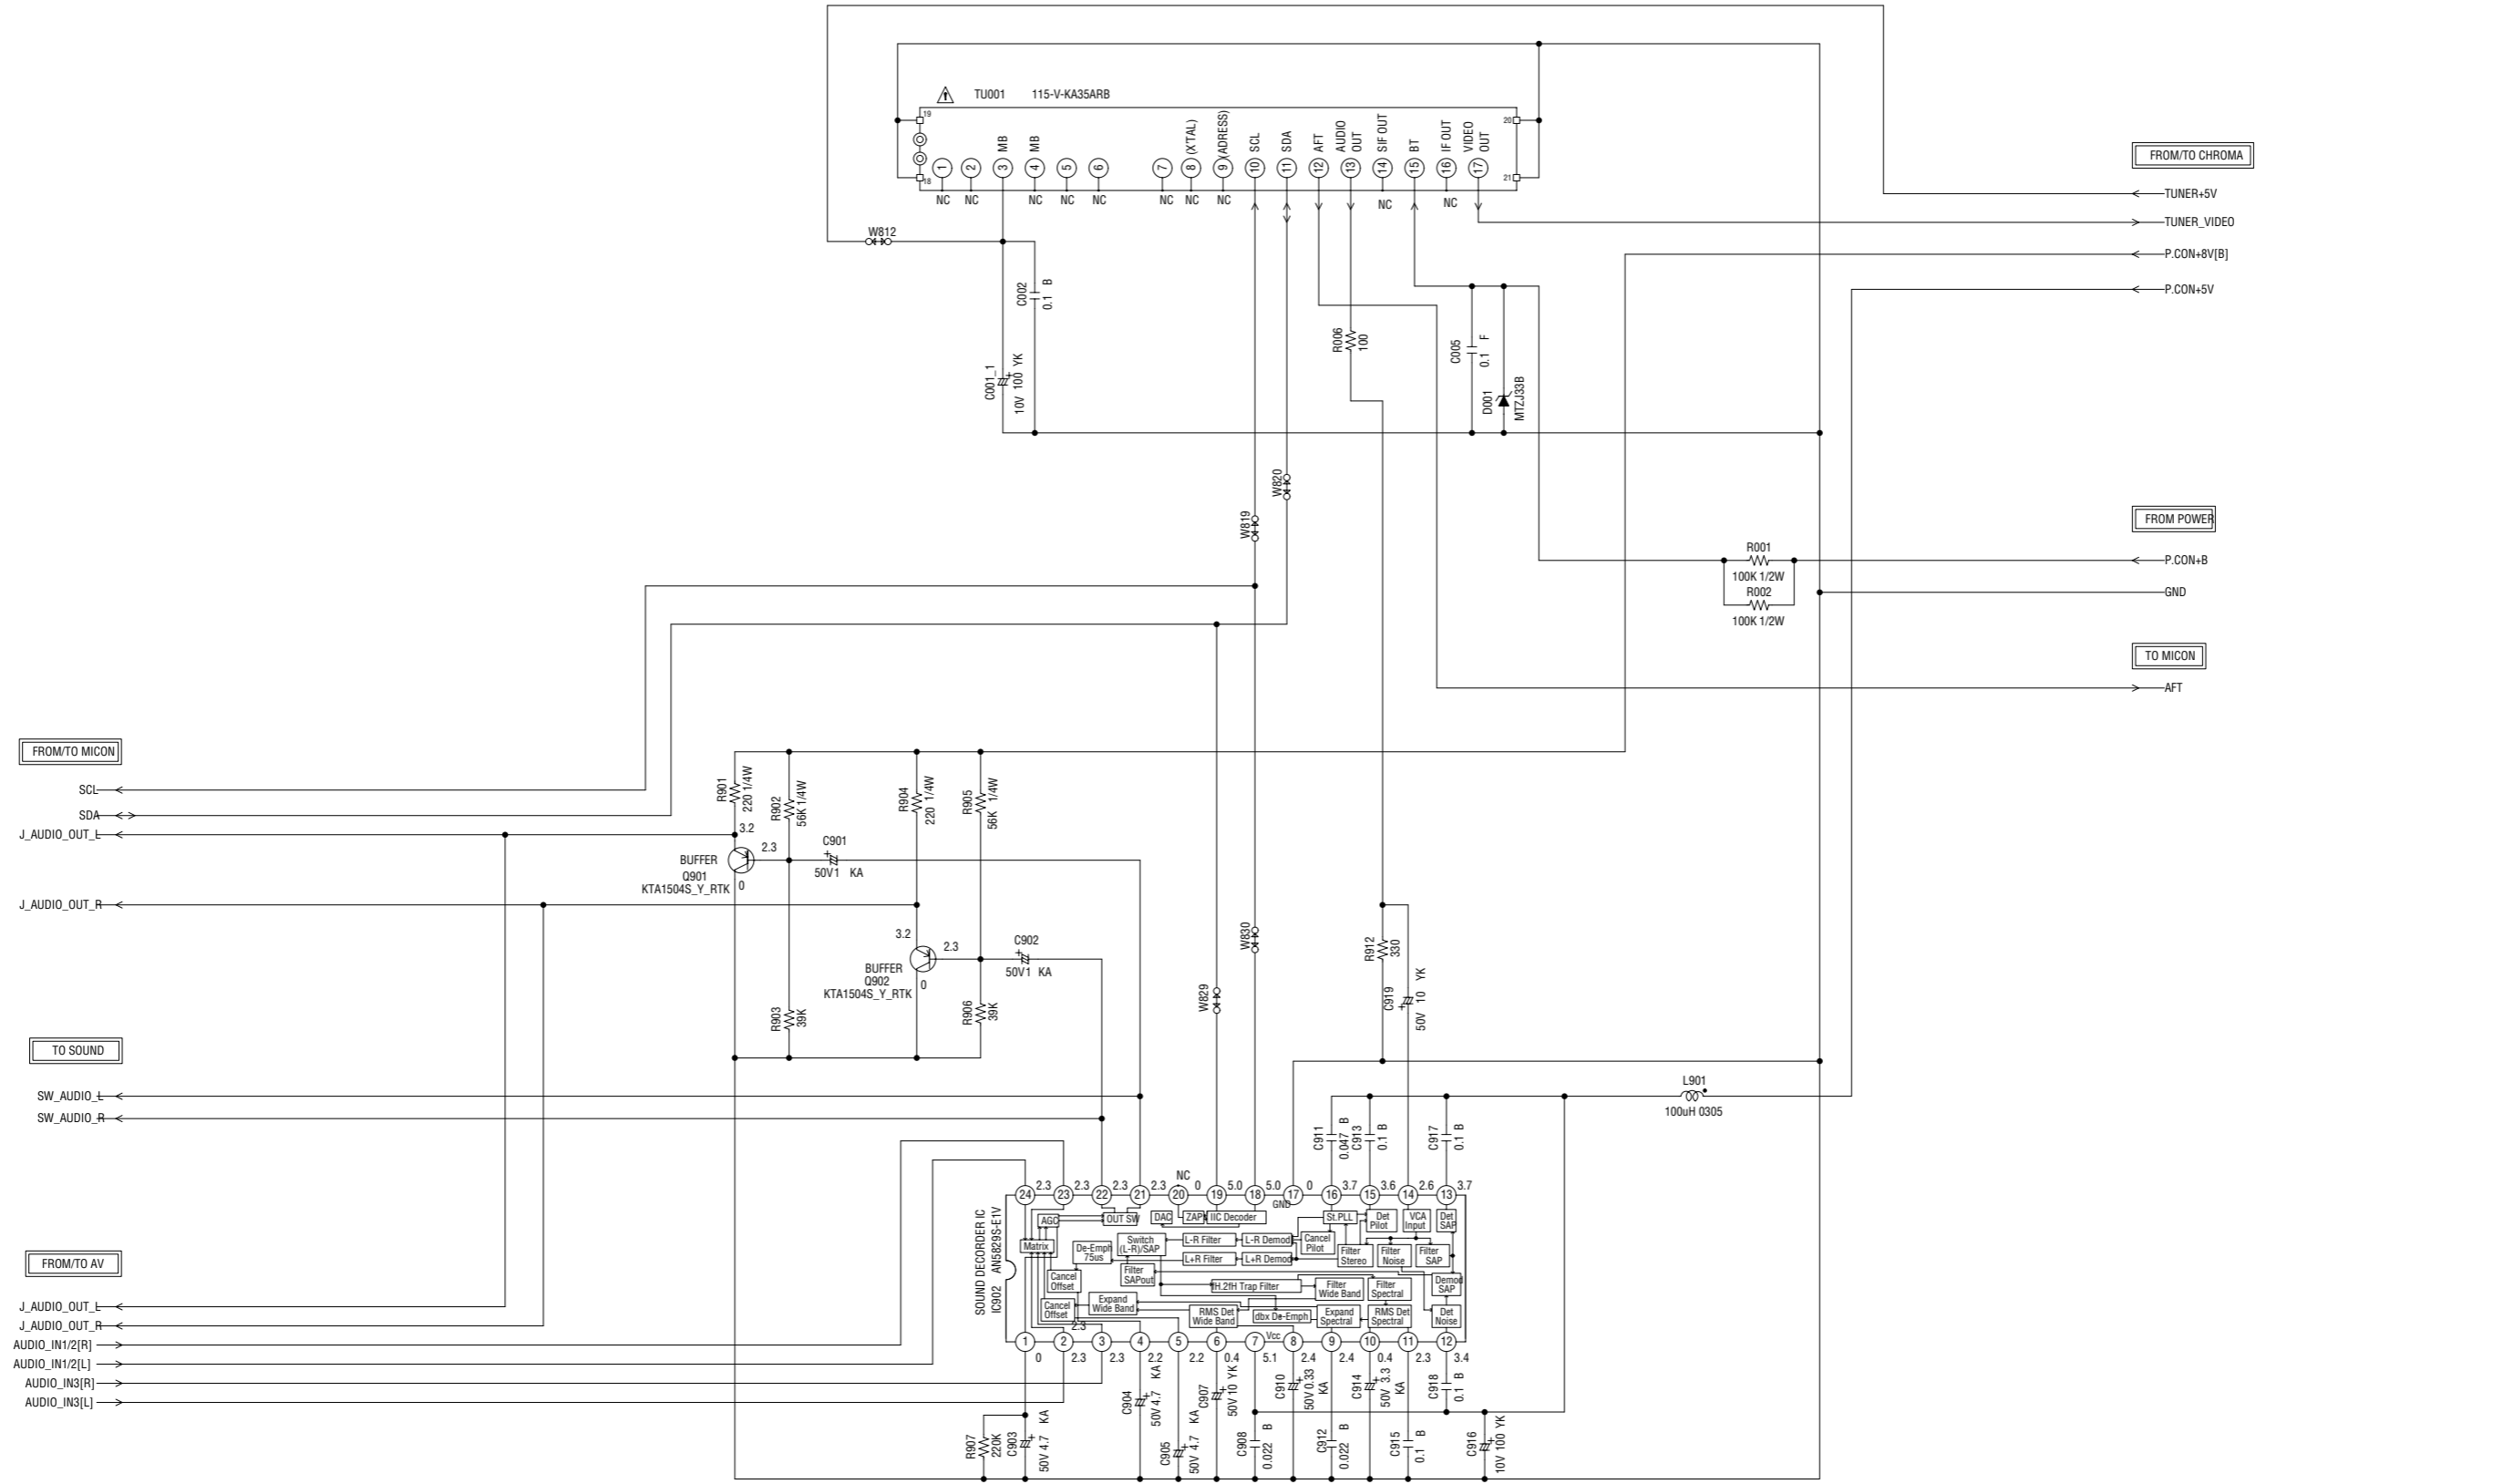 TU001 115-V-KA35ARB
19
20
18
21
1
2
3
4
5
6
7
8
9
10
11
12
13
14
15
16
17
MB
MB
(X'TAL)
(ADRESS)
SCL
SDA
AFT
AUDIO OUT
SIF OUT
BT
IF OUT
VIDEO OUT
NC
NC
NC
NC
NC
NC
NC
NC
NC
NC
W812
C002
0.1 B
C001_1
10V 100 YK
R006
100
C005
0.1 F
D001
MTZJ33B
W820
W819
FROM/TO CHROMA
TUNER+5V
TUNER_VIDEO
P.CON+8V[B]
P.CON+5V
FROM POWER
P.CON+B
GND
R001
100K 1/2W
R002
100K 1/2W
TO MICON
AFT
FROM/TO MICON
SCL
SDA
J_AUDIO_OUT_L
J_AUDIO_OUT_R
R901
220 1/4W
R902
56K 1/4W
R904
220 1/4W
R905
56K 1/4W
3.2
2.3
0
BUFFER
Q901
KTA1504S_Y_RTK
C901
50V1 KA
3.2
2.3
0
BUFFER
Q902
KTA1504S_Y_RTK
C902
50V1 KA
R903
39K
R906
39K
W830
W829
R912
330
C919
50V 10 YK
TO SOUND
SW_AUDIO_L
SW_AUDIO_R
L901
100uH 0305
C911
0.047 B
C913
0.1 B
C917
0.1 B
SOUND DECORDER IC
IC902 AN5829S-E1V
24
23
22
21
20
19
18
17
16
15
14
13
2.3
2.3
2.3
2.3
NC
0
5.0
5.0
0
GND
3.7
3.6
2.6
3.7
AGC
OUT SW
DAC
ZAP
IIC Decoder
St.PLL
Det Pilot
VCA Input
Det SAP
Matrix
De-Emph 75us
Switch (L-R)/SAP
L-R Filter
L-R Demod
Cancel Pilot
L+R Filter
L+R Demod
Filter Stereo
Filter Noise
Filter SAP
Cancel Offset
Filter SAPout
fH.2fH Trap Filter
Filter Wide Band
Filter Spectral
Demod SAP
Cancel Offset
Expand Wide Band
RMS Det Wide Band
dbx De-Emph
Expand Spectral
RMS Det Spectral
Det Noise
2.3
Vcc
1
2
3
4
5
6
7
8
9
10
11
12
0
2.3
2.3
2.2
2.2
0.4
5.1
2.4
2.4
0.4
2.3
3.4
FROM/TO AV
J_AUDIO_OUT_L
J_AUDIO_OUT_R
AUDIO_IN1/2[R]
AUDIO_IN1/2[L]
AUDIO_IN3[R]
AUDIO_IN3[L]
R907
220K
C903
50V 4.7 KA
C904
50V 4.7 KA
C905
50V 4.7 KA
C907
50V 10 YK
C908
0.022 B
C910
50V 0.33 KA
C912
0.022 B
C914
50V 3.3 KA
C915
0.1 B
C918
0.1 B
C916
10V 100 YK